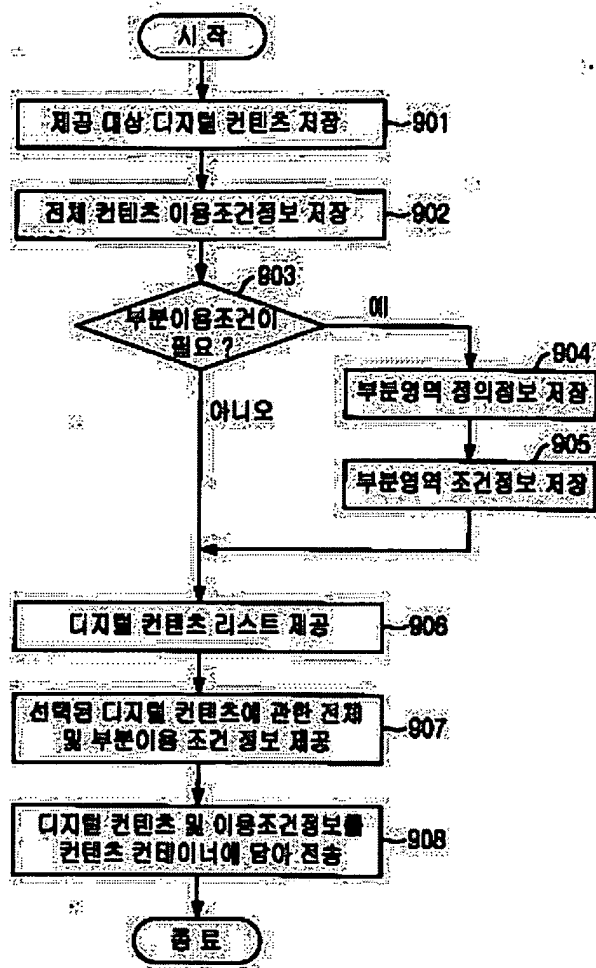 시 작
제공 대상 디지털 컨텐츠 저장
901
전체 컨텐츠 이용조건정보 저장
902
903
부분이용조건이
필요 ?
예
904
부분영역 정의정보 저장
아니오
905
부분영역 조건정보 저장
디지털 컨텐츠 리스트 제공
906
선택된 디지털 컨텐츠에 관한 전체
및 부분이용 조건 정보 제공
907
디지털 컨텐츠 및 이용조건정보를
컨텐츠 컨테이너에 담아 전송
908
종 료